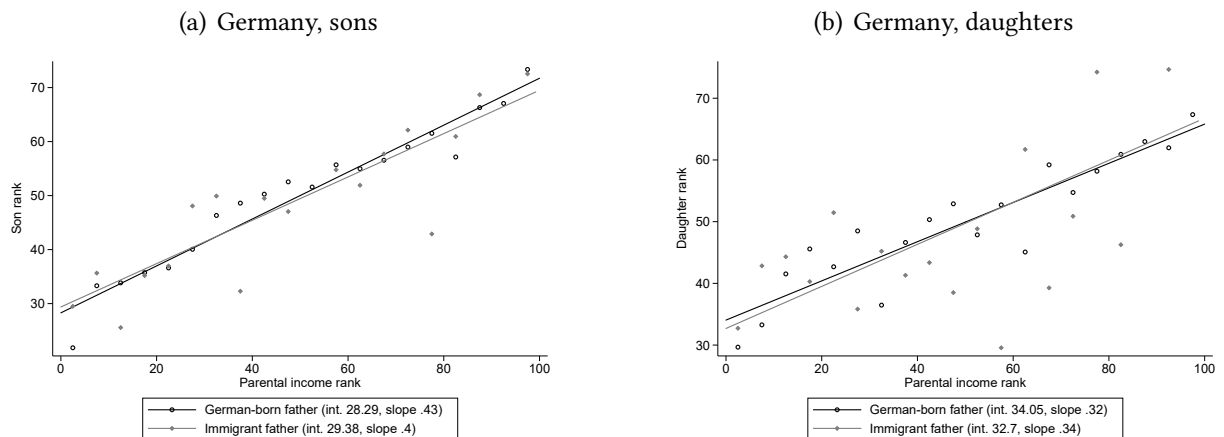 (a) Germany, sons
70
60
50
40
30
Son rank
0 20 40 60 80 100
Parental income rank
German-born father (int. 28.29, slope .43)
Immigrant father (int. 29.38, slope .4)
(b) Germany, daughters
70
60
50
40
30
Daughter rank
0 20 40 60 80 100
Parental income rank
German-born father (int. 34.05, slope .32)
Immigrant father (int. 32.7, slope .34)